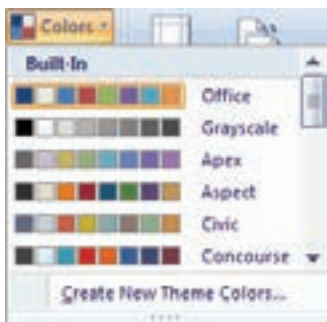 Colors
Built-In
Office
Grayscale
Apex
Aspect
Civic
Concourse
Create New Theme Colors...